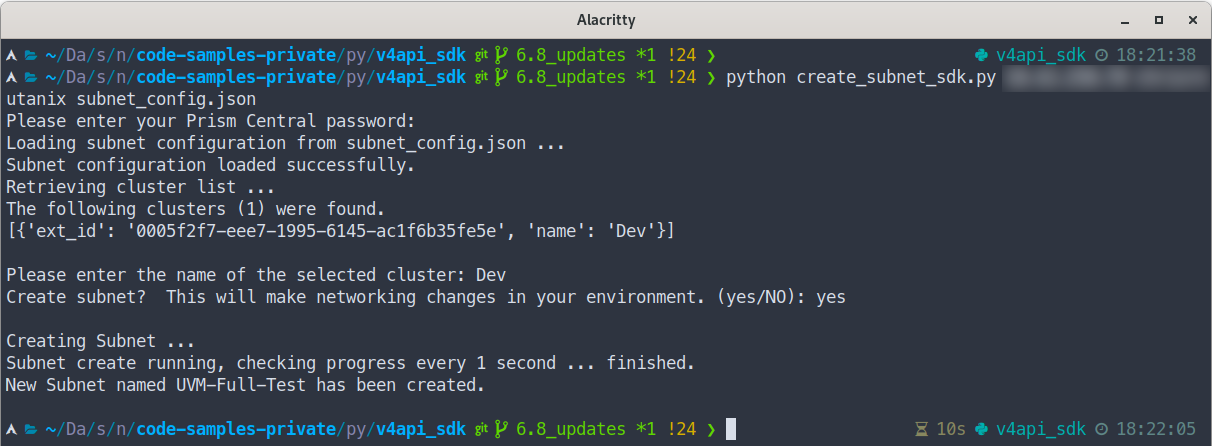 Alacritty
~/Da/s/n/code-samples-private/py/v4api_sdk git 6.8_updates *1 !24 ❯ v4api_sdk 18:21:38
~/Da/s/n/code-samples-private/py/v4api_sdk git 6.8_updates *1 !24 ❯ python create_subnet_sdk.py
utanix subnet_config.json
Please enter your Prism Central password:
Loading subnet configuration from subnet_config.json ...
Subnet configuration loaded successfully.
Retrieving cluster list ...
The following clusters (1) were found.
[{'ext_id': '0005f2f7-eee7-1995-6145-ac1f6b35fe5e', 'name': 'Dev'}]
Please enter the name of the selected cluster: Dev
Create subnet?  This will make networking changes in your environment. (yes/NO): yes
Creating Subnet ...
Subnet create running, checking progress every 1 second ... finished.
New Subnet named UVM-Full-Test has been created.
~/Da/s/n/code-samples-private/py/v4api_sdk git 6.8_updates *1 !24 ❯ 10s v4api_sdk 18:22:05